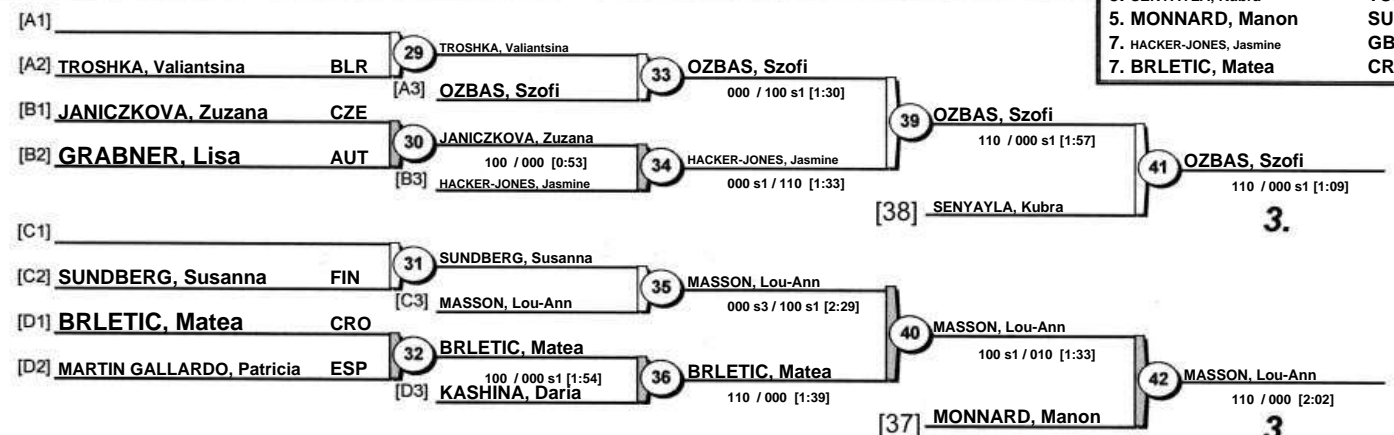 [A1]
[A2] TROSHKA, Valiantsina BLR
29
TROSHKA, Valiantsina
[A3] OZBAS, Szofi
33
OZBAS, Szofi
000 / 100 s1 [1:30]
[B1] JANICZKOVA, Zuzana CZE
[B2] GRABNER, Lisa AUT
30
JANICZKOVA, Zuzana
100 / 000 [0:53]
[B3] HACKER-JONES, Jasmine
34
HACKER-JONES, Jasmine
000 s1 / 110 [1:33]
39
OZBAS, Szofi
110 / 000 s1 [1:57]
[38] SENYAYLA, Kubra
41
OZBAS, Szofi
110 / 000 s1 [1:09]
3.
[C1]
[C2] SUNDBERG, Susanna FIN
31
SUNDBERG, Susanna
[C3] MASSON, Lou-Ann
35
MASSON, Lou-Ann
000 s3 / 100 s1 [2:29]
[D1] BRLETIC, Matea CRO
[D2] MARTIN GALLARDO, Patricia ESP
32
BRLETIC, Matea
100 / 000 s1 [1:54]
[D3] KASHINA, Daria
36
BRLETIC, Matea
110 / 000 [1:39]
40
MASSON, Lou-Ann
100 s1 / 010 [1:33]
[37] MONNARD, Manon
42
MASSON, Lou-Ann
110 / 000 [2:02]
3
5. MONNARD, Manon SU
7. HACKER-JONES, Jasmine GB
7. BRLETIC, Matea CR